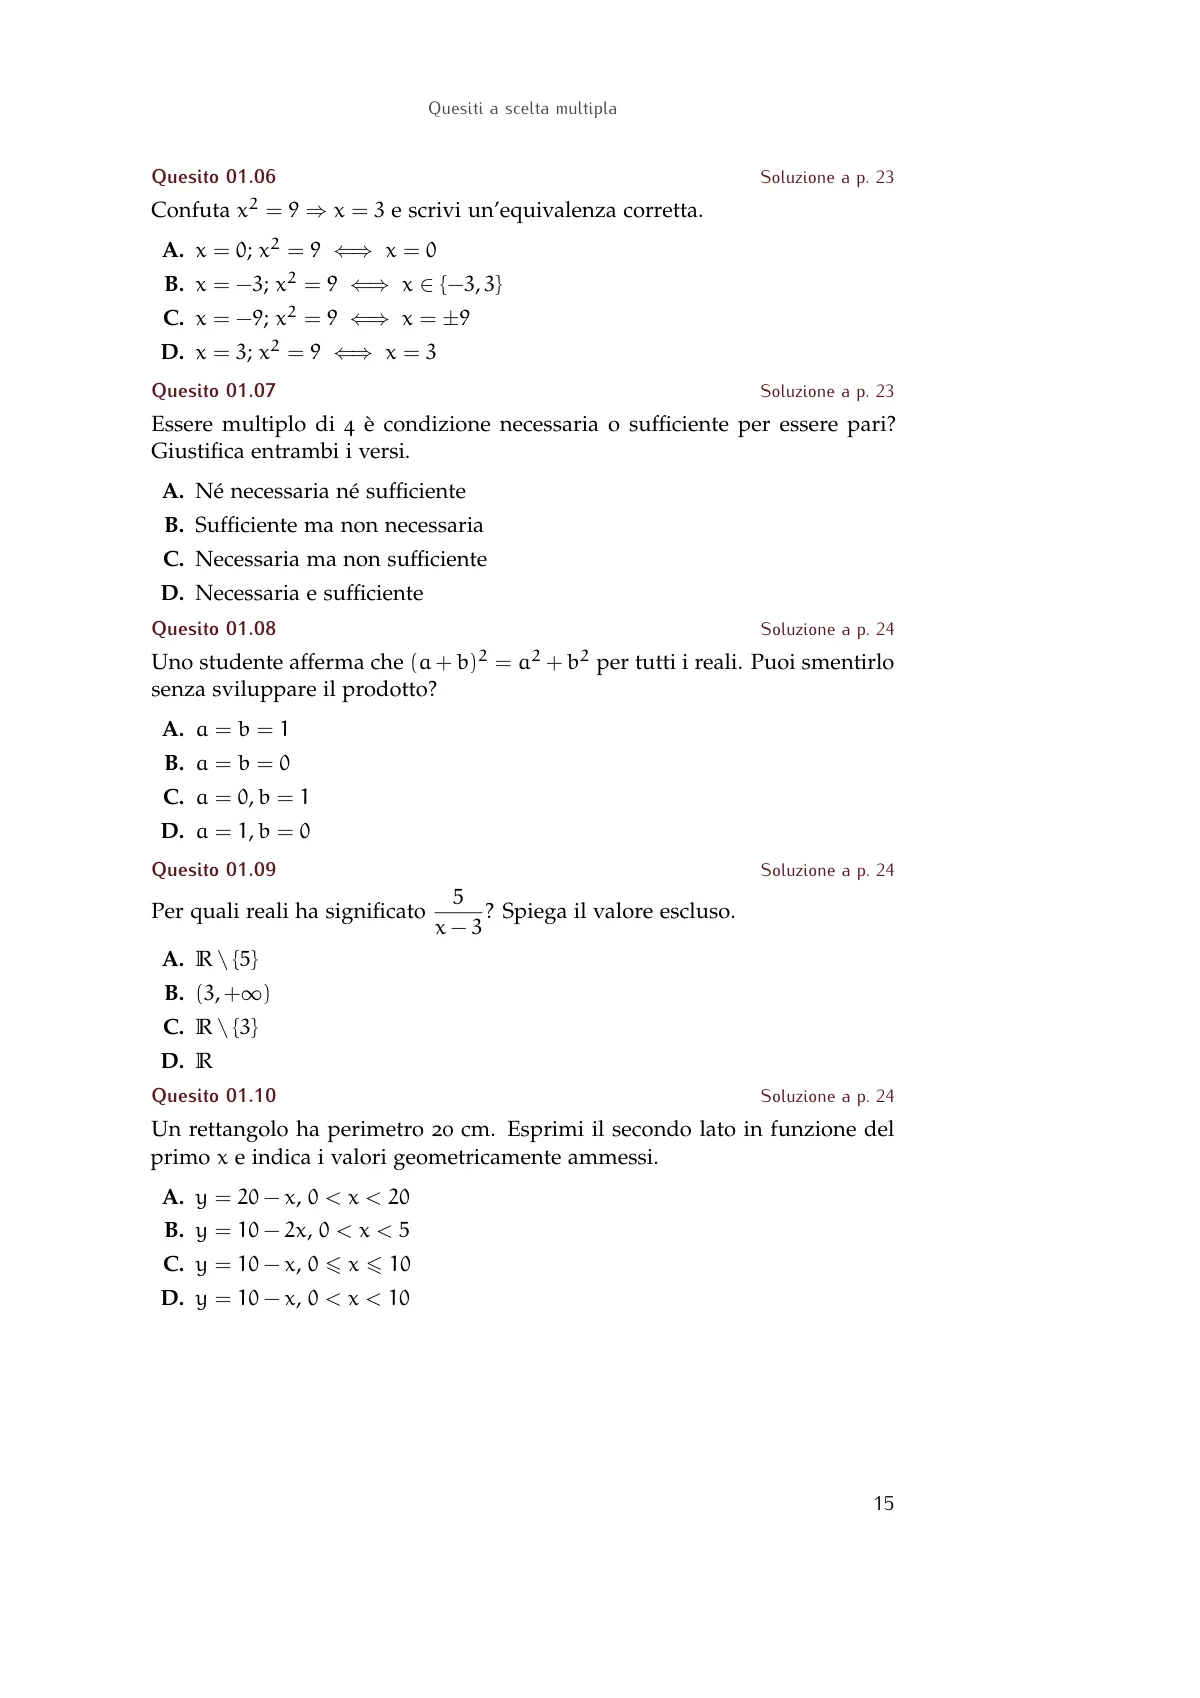 Quesiti a scelta multipla
Quesito 01.06 Soluzione a p. 23
Confuta x² = 9 ⇒ x = 3 e scrivi un'equivalenza corretta.
A. x = 0; x² = 9 ⟺ x = 0
B. x = −3; x² = 9 ⟺ x ∈ {−3, 3}
C. x = −9; x² = 9 ⟺ x = ±9
D. x = 3; x² = 9 ⟺ x = 3
Quesito 01.07 Soluzione a p. 23
Essere multiplo di 4 è condizione necessaria o sufficiente per essere pari?
Giustifica entrambi i versi.
A. Né necessaria né sufficiente
B. Sufficiente ma non necessaria
C. Necessaria ma non sufficiente
D. Necessaria e sufficiente
Quesito 01.08 Soluzione a p. 24
Uno studente afferma che (a + b)² = a² + b² per tutti i reali. Puoi smentirlo
senza sviluppare il prodotto?
A. a = b = 1
B. a = b = 0
C. a = 0, b = 1
D. a = 1, b = 0
Quesito 01.09 Soluzione a p. 24
Per quali reali ha significato 5/(x − 3)? Spiega il valore escluso.
A. ℝ \ {5}
B. (3, +∞)
C. ℝ \ {3}
D. ℝ
Quesito 01.10 Soluzione a p. 24
Un rettangolo ha perimetro 20 cm. Esprimi il secondo lato in funzione del
primo x e indica i valori geometricamente ammessi.
A. y = 20 − x, 0 < x < 20
B. y = 10 − 2x, 0 < x < 5
C. y = 10 − x, 0 ⩽ x ⩽ 10
D. y = 10 − x, 0 < x < 10
15